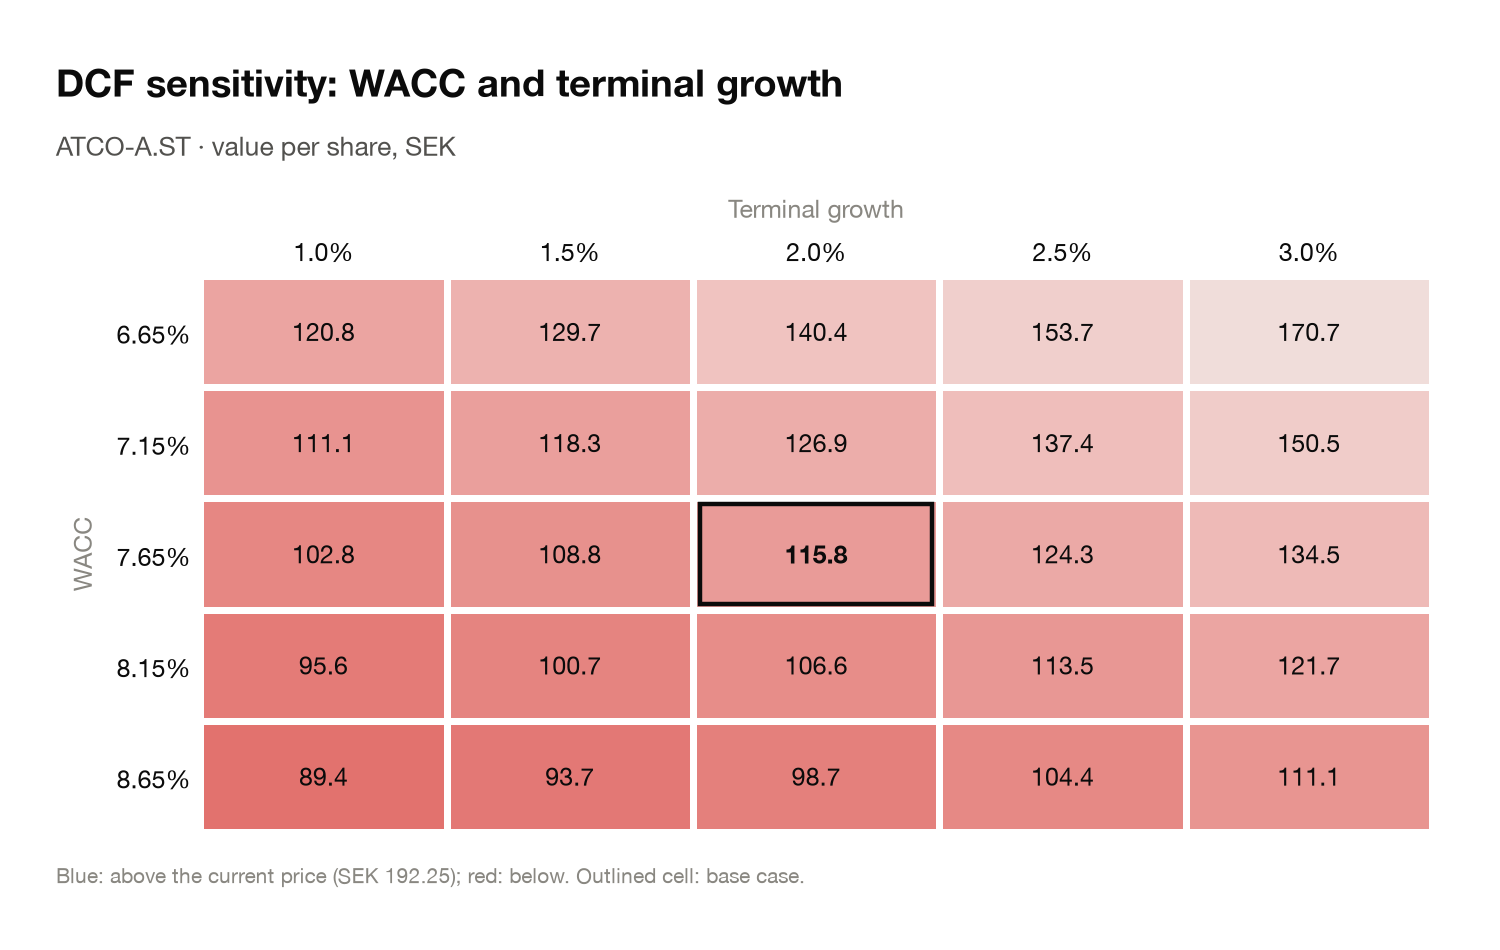 DCF sensitivity: WACC and terminal growth
ATCO-A.ST · value per share, SEK
Terminal growth
1.0% 1.5% 2.0% 2.5% 3.0%
WACC
6.65% 120.8 129.7 140.4 153.7 170.7
7.15% 111.1 118.3 126.9 137.4 150.5
7.65% 102.8 108.8 115.8 124.3 134.5
8.15% 95.6 100.7 106.6 113.5 121.7
8.65% 89.4 93.7 98.7 104.4 111.1
Blue: above the current price (SEK 192.25); red: below. Outlined cell: base case.